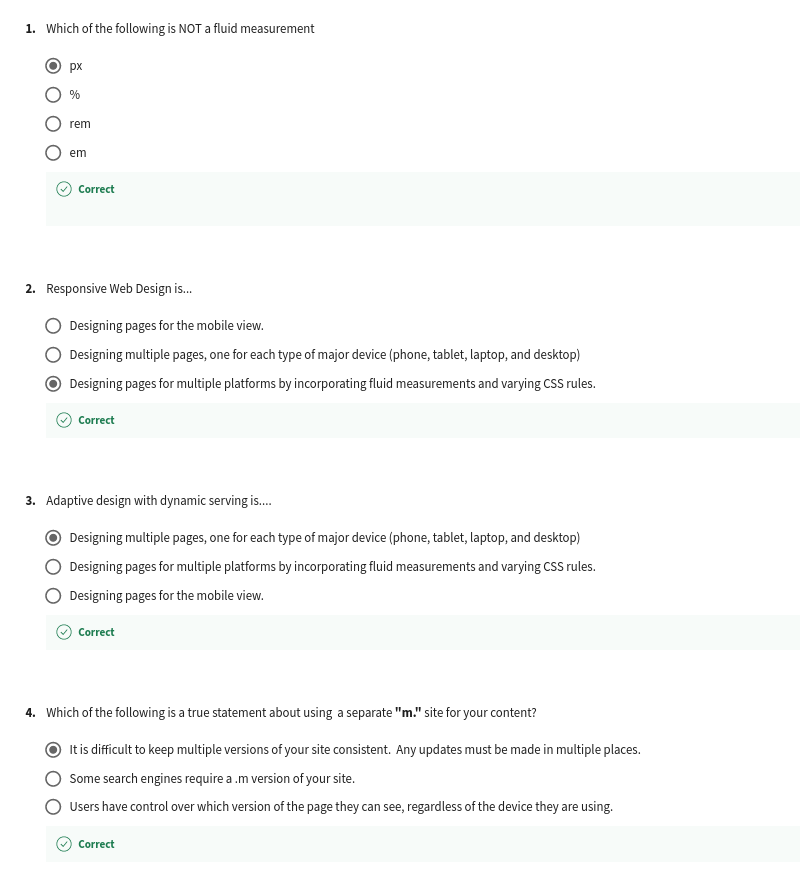 1. Which of the following is NOT a fluid measurement
px
%
rem
em
Correct
2. Responsive Web Design is...
Designing pages for the mobile view.
Designing multiple pages, one for each type of major device (phone, tablet, laptop, and desktop)
Designing pages for multiple platforms by incorporating fluid measurements and varying CSS rules.
Correct
3. Adaptive design with dynamic serving is....
Designing multiple pages, one for each type of major device (phone, tablet, laptop, and desktop)
Designing pages for multiple platforms by incorporating fluid measurements and varying CSS rules.
Designing pages for the mobile view.
Correct
4. Which of the following is a true statement about using  a separate "m." site for your content?
It is difficult to keep multiple versions of your site consistent.  Any updates must be made in multiple places.
Some search engines require a .m version of your site.
Users have control over which version of the page they can see, regardless of the device they are using.
Correct